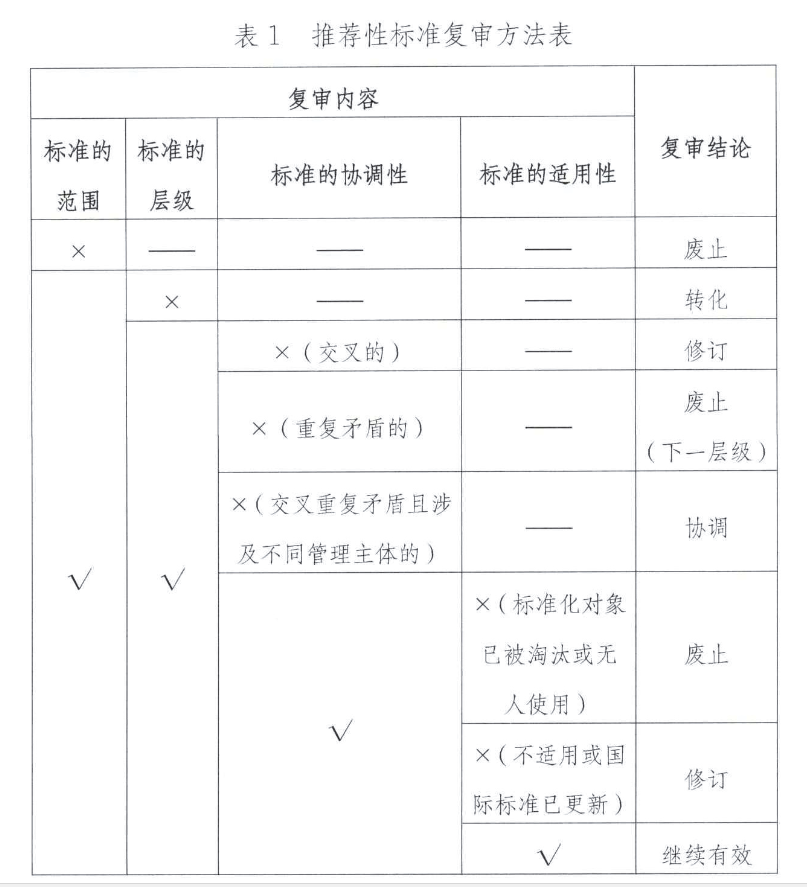 表1 推荐性标准复审方法表
复审内容
复审结论
标准的
范围
标准的
层级
标准的协调性
标准的适用性
× —— —— —— 废止
× —— —— 转化
×（交叉的） —— 修订
×（重复矛盾的） —— 废止
（下一层级）
×（交叉重复矛盾且涉
及不同管理主体的）
—— 协调
√ √
√
×（标准化对象
已被淘汰或无
人使用）
废止
×（不适用或国
际标准已更新）
修订
√ 继续有效